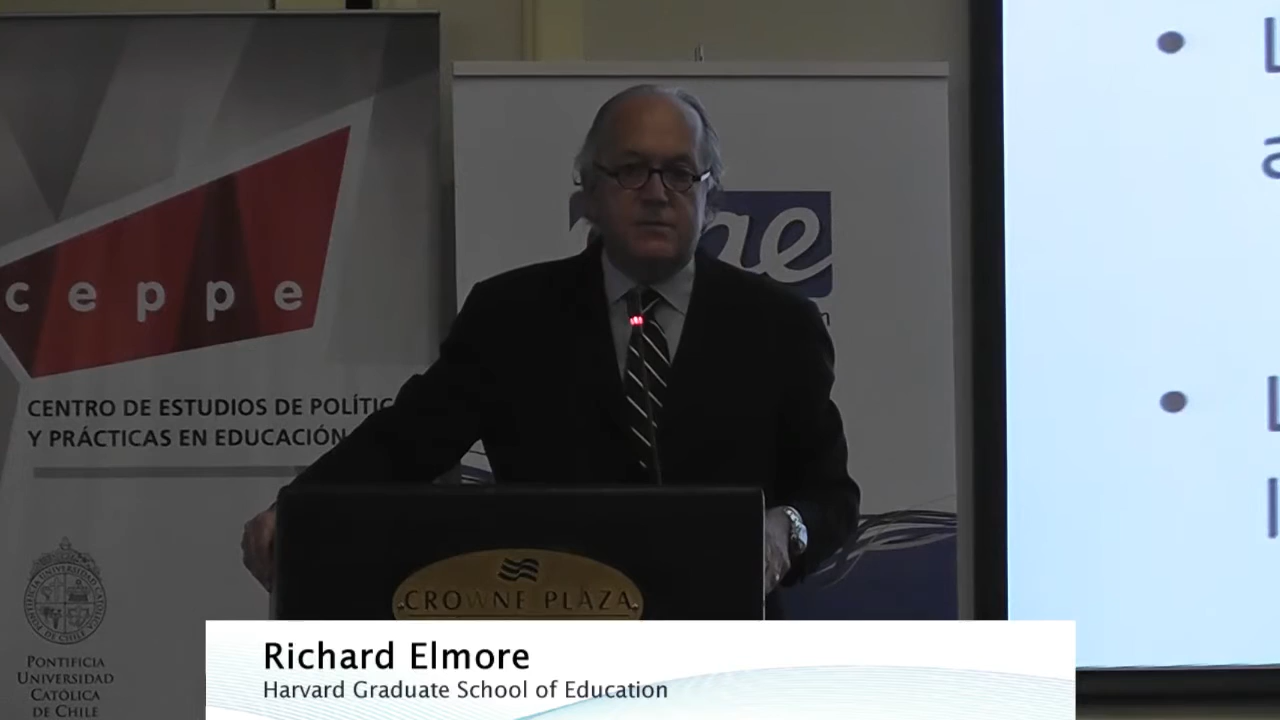 ceppe
CENTRO DE ESTUDIOS DE POLÍTIC
Y PRÁCTICAS EN EDUCACIÓN
PONTIFICIA
UNIVERSIDAD
CATÓLICA
DE CHILE
CROWNE PLAZA
Richard Elmore
Harvard Graduate School of Education